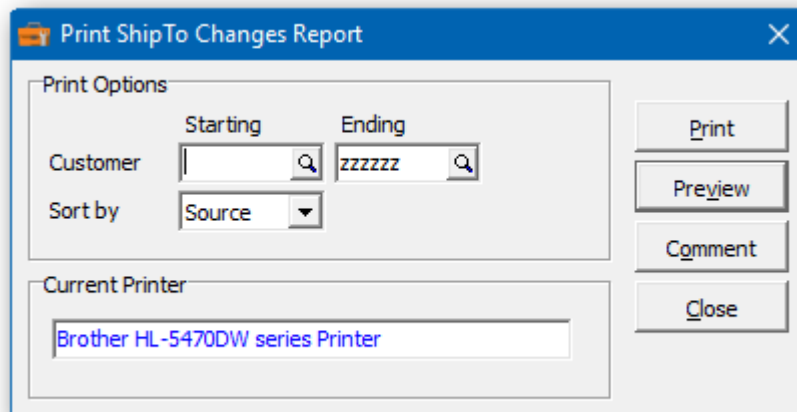 Print ShipTo Changes Report
Print Options
Starting Ending
Customer zzzzzz
Sort by Source
Print
Preview
Comment
Close
Current Printer
Brother HL-5470DW series Printer